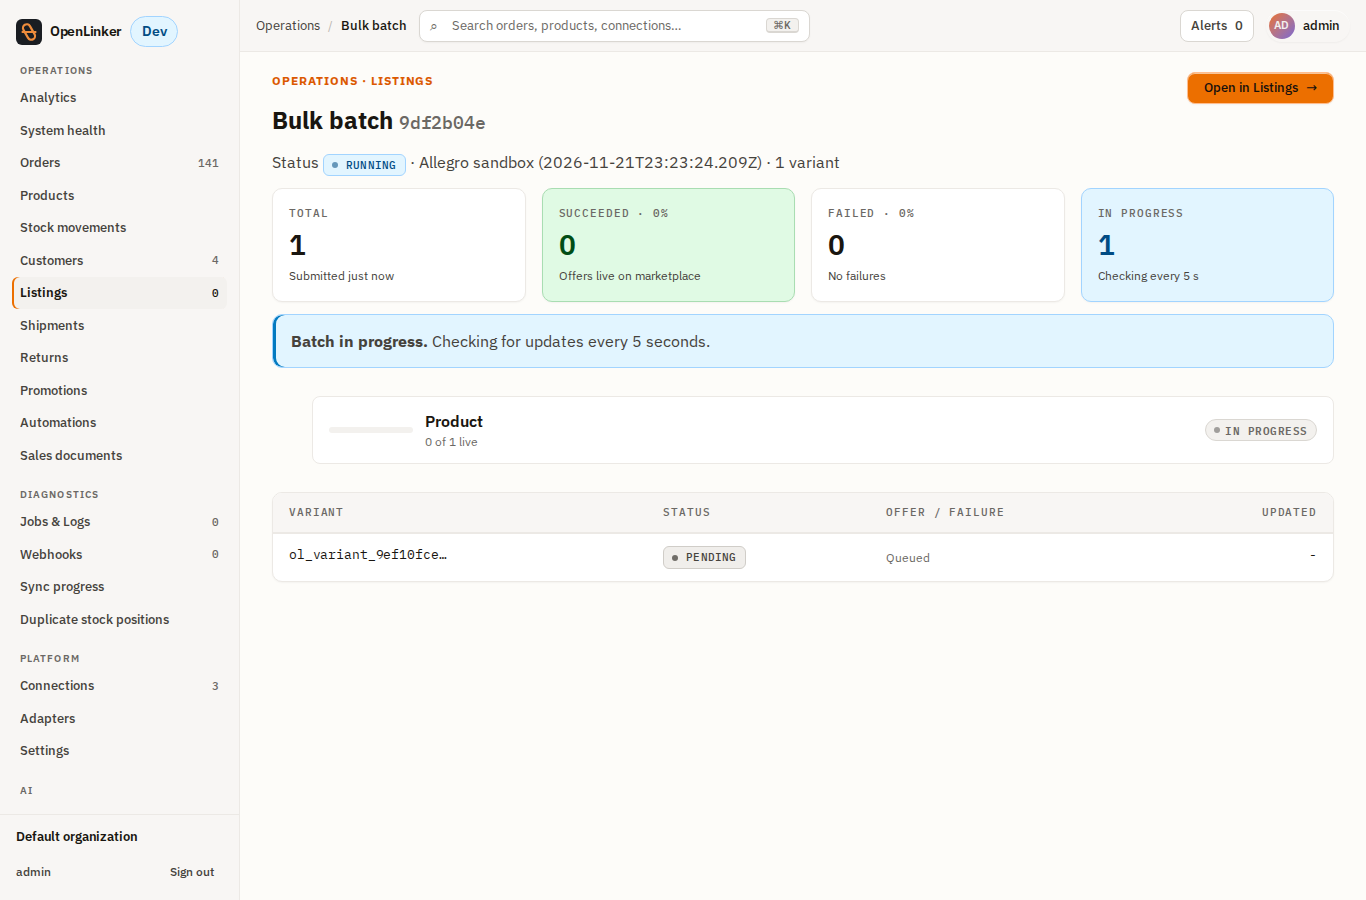 OpenLinker Dev
OPERATIONS
Analytics
System health
Orders 141
Products
Stock movements
Customers 4
Listings 0
Shipments
Returns
Promotions
Automations
Sales documents
DIAGNOSTICS
Jobs & Logs 0
Webhooks 0
Sync progress
Duplicate stock positions
PLATFORM
Connections 3
Adapters
Settings
AI
Default organization
admin Sign out
Operations / Bulk batch
Search orders, products, connections... ⌘K
Alerts 0
AD admin
OPERATIONS · LISTINGS
Open in Listings →
Bulk batch 9df2b04e
Status RUNNING · Allegro sandbox (2026-11-21T23:23:24.209Z) · 1 variant
TOTAL
1
Submitted just now
SUCCEEDED · 0%
0
Offers live on marketplace
FAILED · 0%
0
No failures
IN PROGRESS
1
Checking every 5 s
Batch in progress. Checking for updates every 5 seconds.
Product
0 of 1 live
IN PROGRESS
VARIANT STATUS OFFER / FAILURE UPDATED
ol_variant_9ef10fce… PENDING Queued -